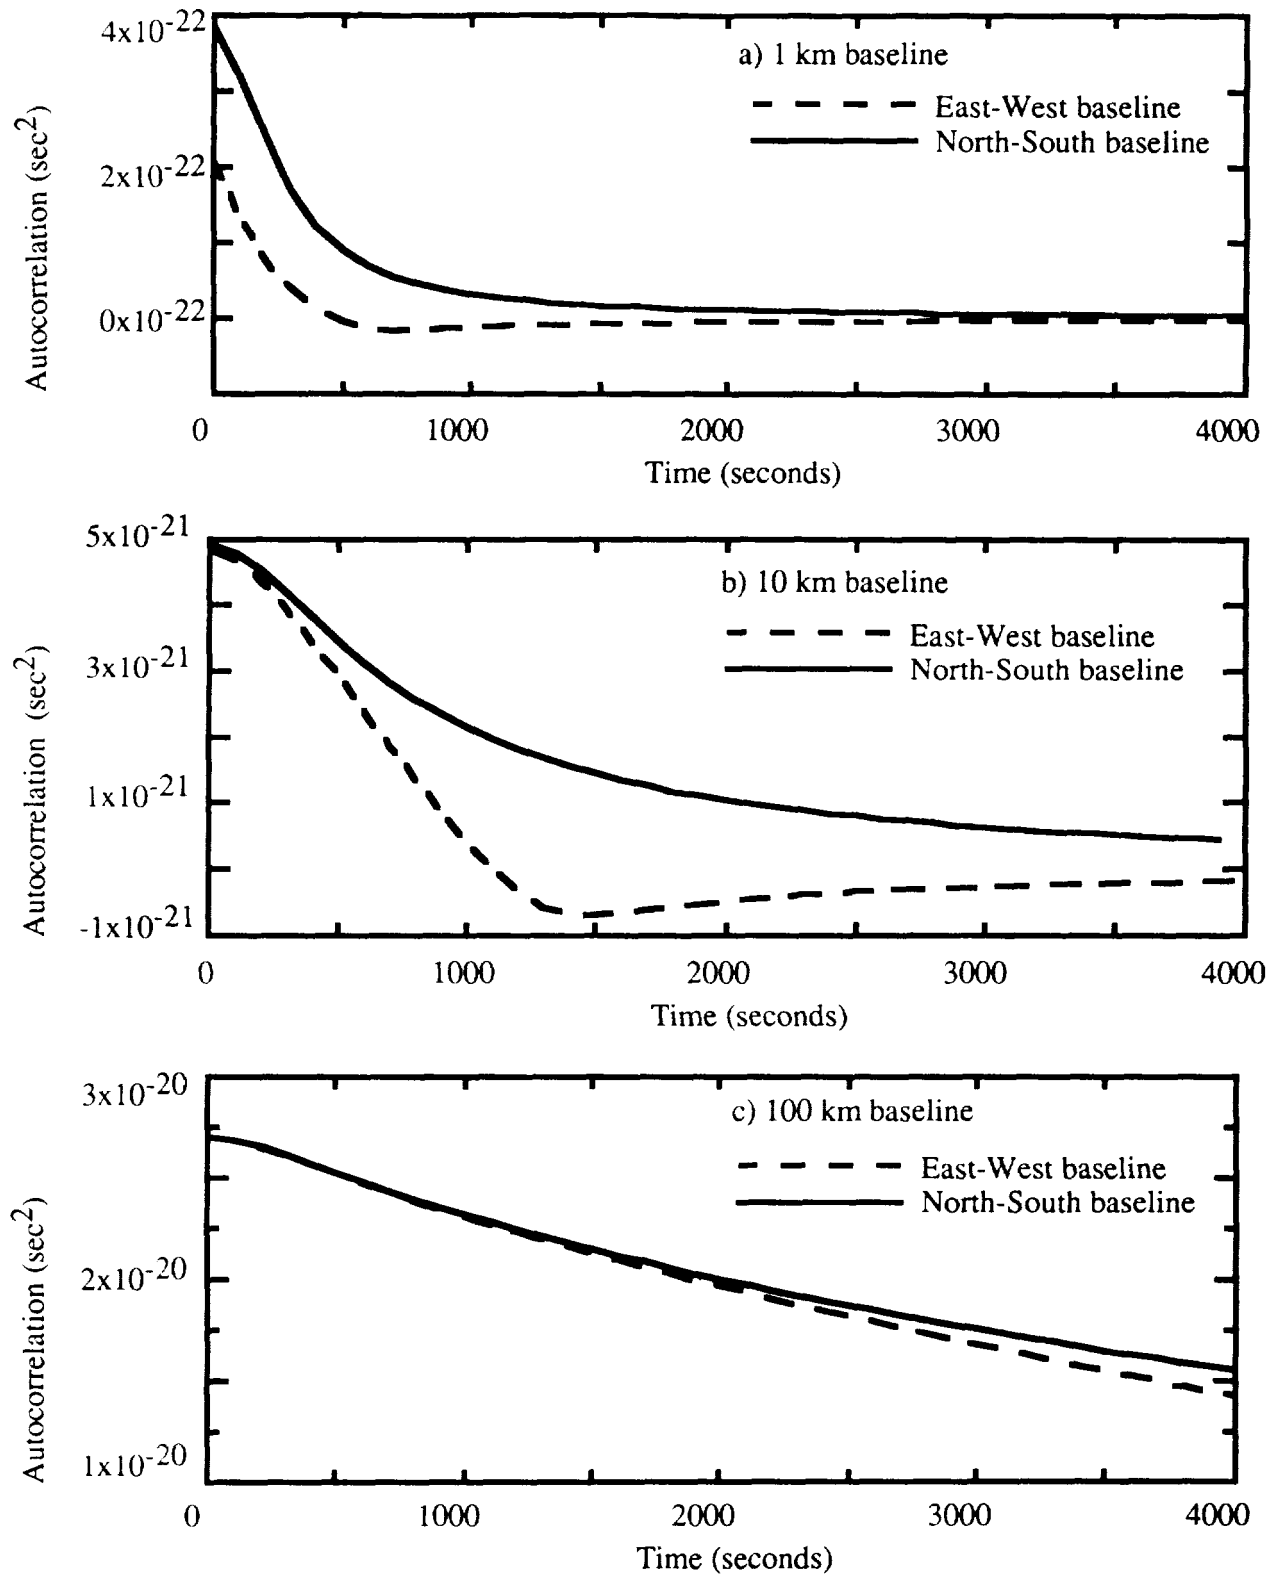 4x10-22
2x10-22
0x10-22
Autocorrelation (sec2)
a) 1 km baseline
East-West baseline
North-South baseline
0 1000 2000 3000 4000
Time (seconds)
5x10-21
3x10-21
1x10-21
-1x10-21
Autocorrelation (sec2)
b) 10 km baseline
East-West baseline
North-South baseline
0 1000 2000 3000 4000
Time (seconds)
3x10-20
2x10-20
1x10-20
Autocorrelation (sec2)
c) 100 km baseline
East-West baseline
North-South baseline
0 1000 2000 3000 4000
Time (seconds)